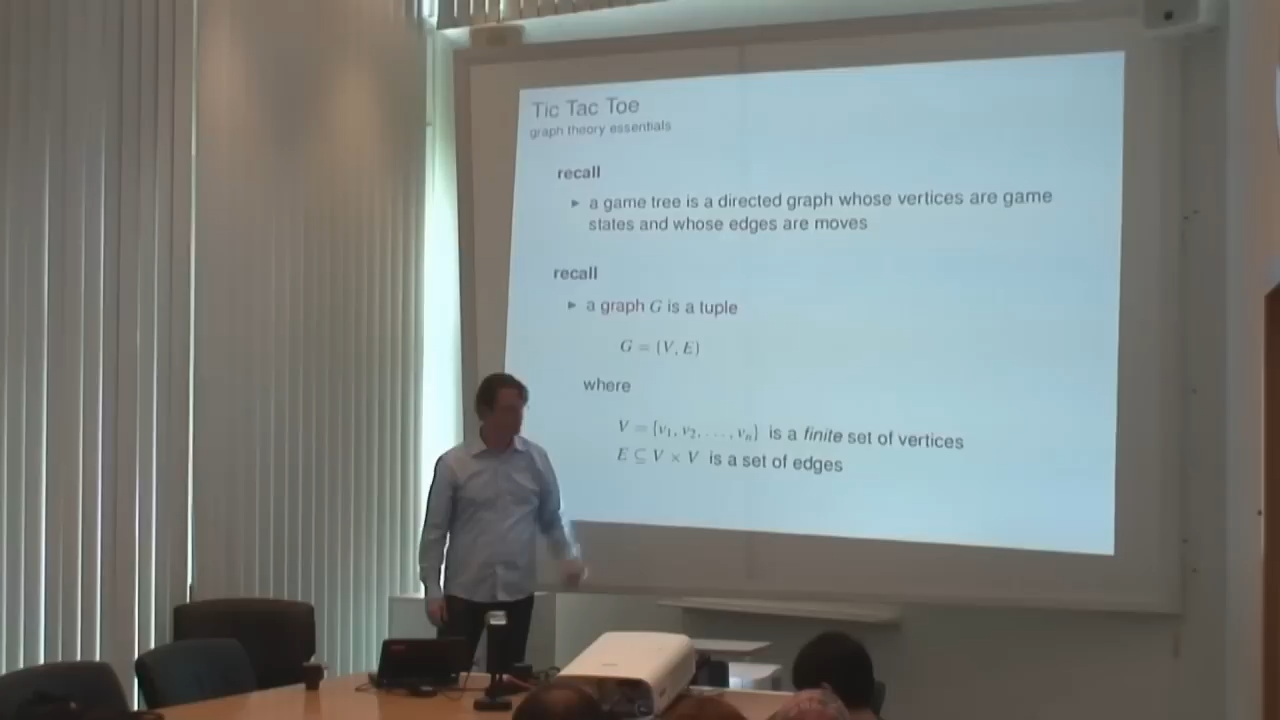 Tic Tac Toe
graph theory essentials
recall
▸ a game tree is a directed graph whose vertices are game
states and whose edges are moves
recall
▸ a graph G is a tuple
G = (V, E)
where
V = {v₁, v₂, . . . , vₙ} is a finite set of vertices
E ⊆ V × V is a set of edges